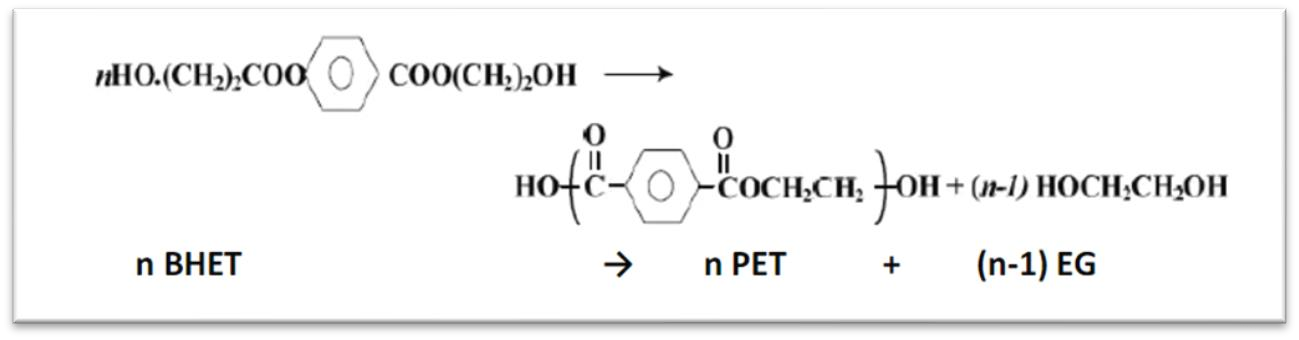 nHO.(CH₂)₂COO COO(CH₂)₂OH ⟶
O O
HO C COCH₂CH₂ OH + (n-1) HOCH₂CH₂OH
n BHET → n PET + (n-1) EG